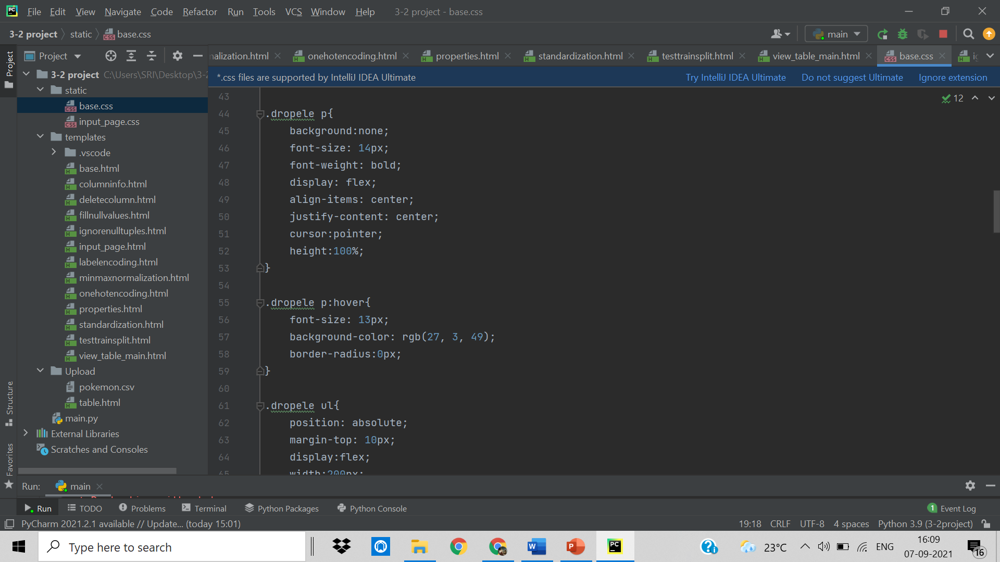 File Edit View Navigate Code Refactor Run Tools VCS Window Help 3-2 project - base.css
3-2 project static base.css main
Project nalization.html onehotencoding.html properties.html standardization.html testtrainsplit.html view_table_main.html base.css
Project
*.css files are supported by IntelliJ IDEA Ultimate Try IntelliJ IDEA Ultimate Do not suggest Ultimate Ignore extension
3-2 project C:\Users\SRI\Desktop\3-2
static
base.css
input_page.css
templates
.vscode
base.html
columninfo.html
deletecolumn.html
fillnullvalues.html
ignorenulltuples.html
input_page.html
labelencoding.html
minmaxnormalization.html
onehotencoding.html
properties.html
standardization.html
testtrainsplit.html
view_table_main.html
Upload
pokemon.csv
table.html
main.py
External Libraries
Scratches and Consoles
Structure
Favorites
12
43
44 .dropele p{
45 background:none;
46 font-size: 14px;
47 font-weight: bold;
48 display: flex;
49 align-items: center;
50 justify-content: center;
51 cursor:pointer;
52 height:100%;
53 }
54
55 .dropele p:hover{
56 font-size: 13px;
57 background-color: rgb(27, 3, 49);
58 border-radius:0px;
59 }
60
61 .dropele ul{
62 position: absolute;
63 margin-top: 10px;
64 display:flex;
65 width:200px;
Run: main
Run TODO Problems Terminal Python Packages Python Console 1 Event Log
PyCharm 2021.2.1 available // Update... (today 15:01) 19:18 CRLF UTF-8 4 spaces Python 3.9 (3-2project)
Type here to search 23°C ENG 16:09
07-09-2021 16